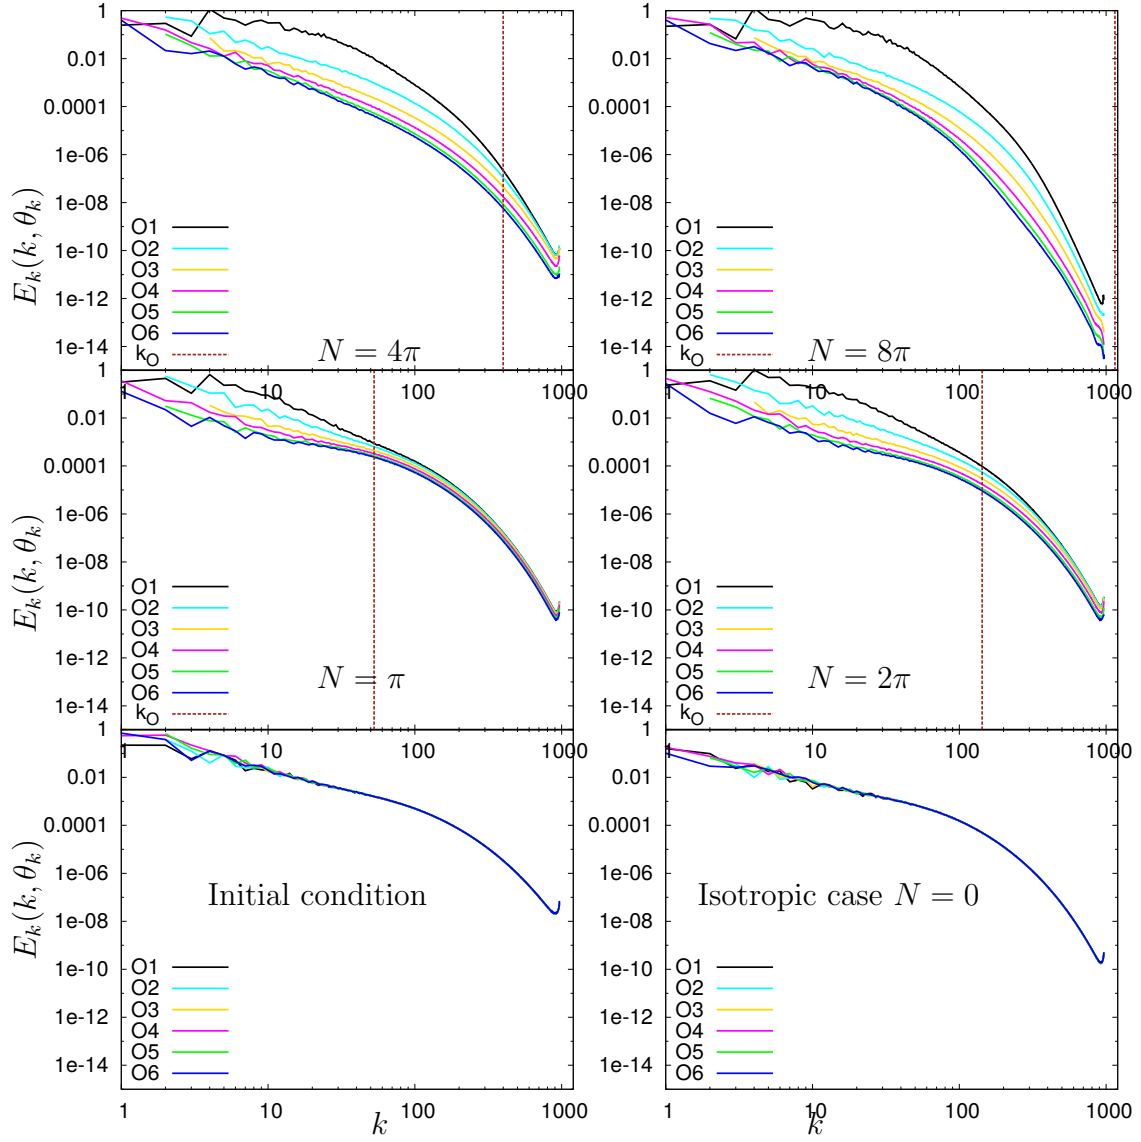 1
0.01
0.0001
1e-06
1e-08
1e-10
1e-12
1e-14
E_k(k, θ_k)
O1
O2
O3
O4
O5
O6
k_O
N = 4π
1
0.01
0.0001
1e-06
1e-08
1e-10
1e-12
1e-14
O1
O2
O3
O4
O5
O6
k_O
N = 8π
1 10 100 1000
1 10 100 1000
1
0.01
0.0001
1e-06
1e-08
1e-10
1e-12
1e-14
E_k(k, θ_k)
O1
O2
O3
O4
O5
O6
k_O
N = π
1
0.01
0.0001
1e-06
1e-08
1e-10
1e-12
1e-14
O1
O2
O3
O4
O5
O6
k_O
N = 2π
1 10 100 1000
1 10 100 1000
1
0.01
0.0001
1e-06
1e-08
1e-10
1e-12
1e-14
E_k(k, θ_k)
Initial condition
O1
O2
O3
O4
O5
O6
1 10 100 1000
k
1
0.01
0.0001
1e-06
1e-08
1e-10
1e-12
1e-14
Isotropic case N = 0
O1
O2
O3
O4
O5
O6
1 10 100 1000
k